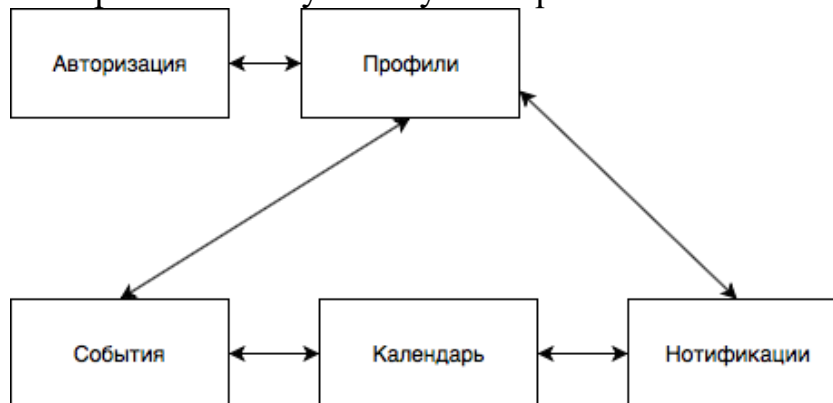 Авторизация
Профили
События
Календарь
Нотификации